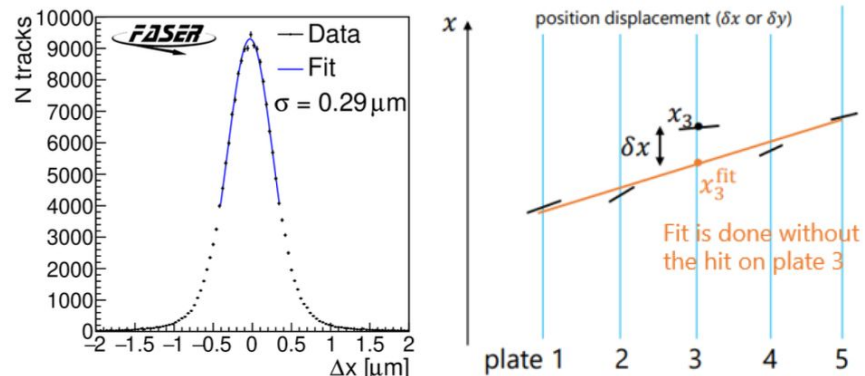 N tracks
10000
9000
8000
7000
6000
5000
4000
3000
2000
1000
0
FASER
Data
Fit
σ = 0.29 μm
−2 −1.5 −1 −0.5 0 0.5 1 1.5 2
Δx [μm]
position displacement (δx or δy)
x
x₃
δx
x₃^fit
Fit is done without
the hit on plate 3
plate 1 2 3 4 5